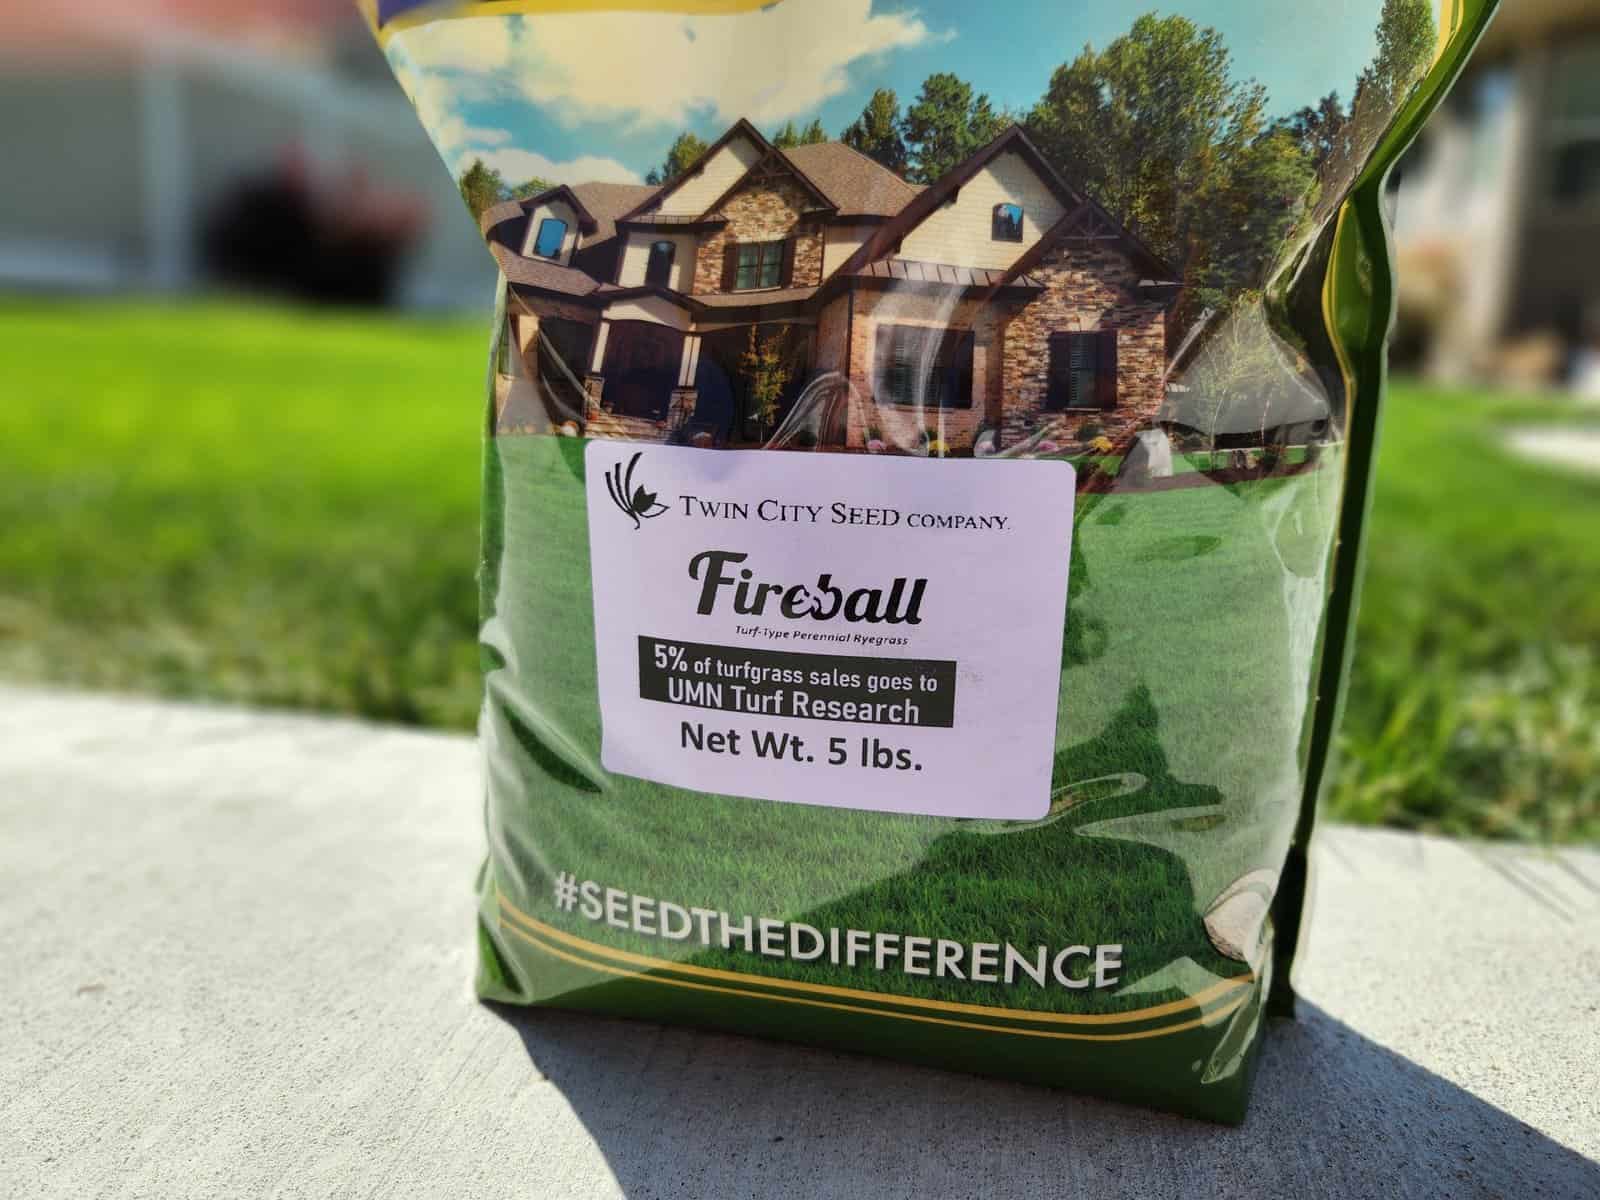 TWIN CITY SEED COMPANY.
Fireball
Turf-Type Perennial Ryegrass
5% of turfgrass sales goes to
UMN Turf Research
Net Wt. 5 lbs.
#SEEDTHEDIFFERENCE